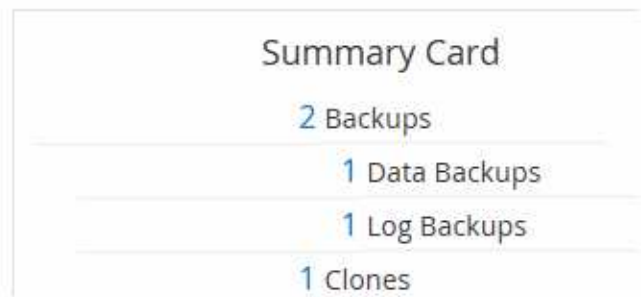 Summary Card
2 Backups
1 Data Backups
1 Log Backups
1 Clones